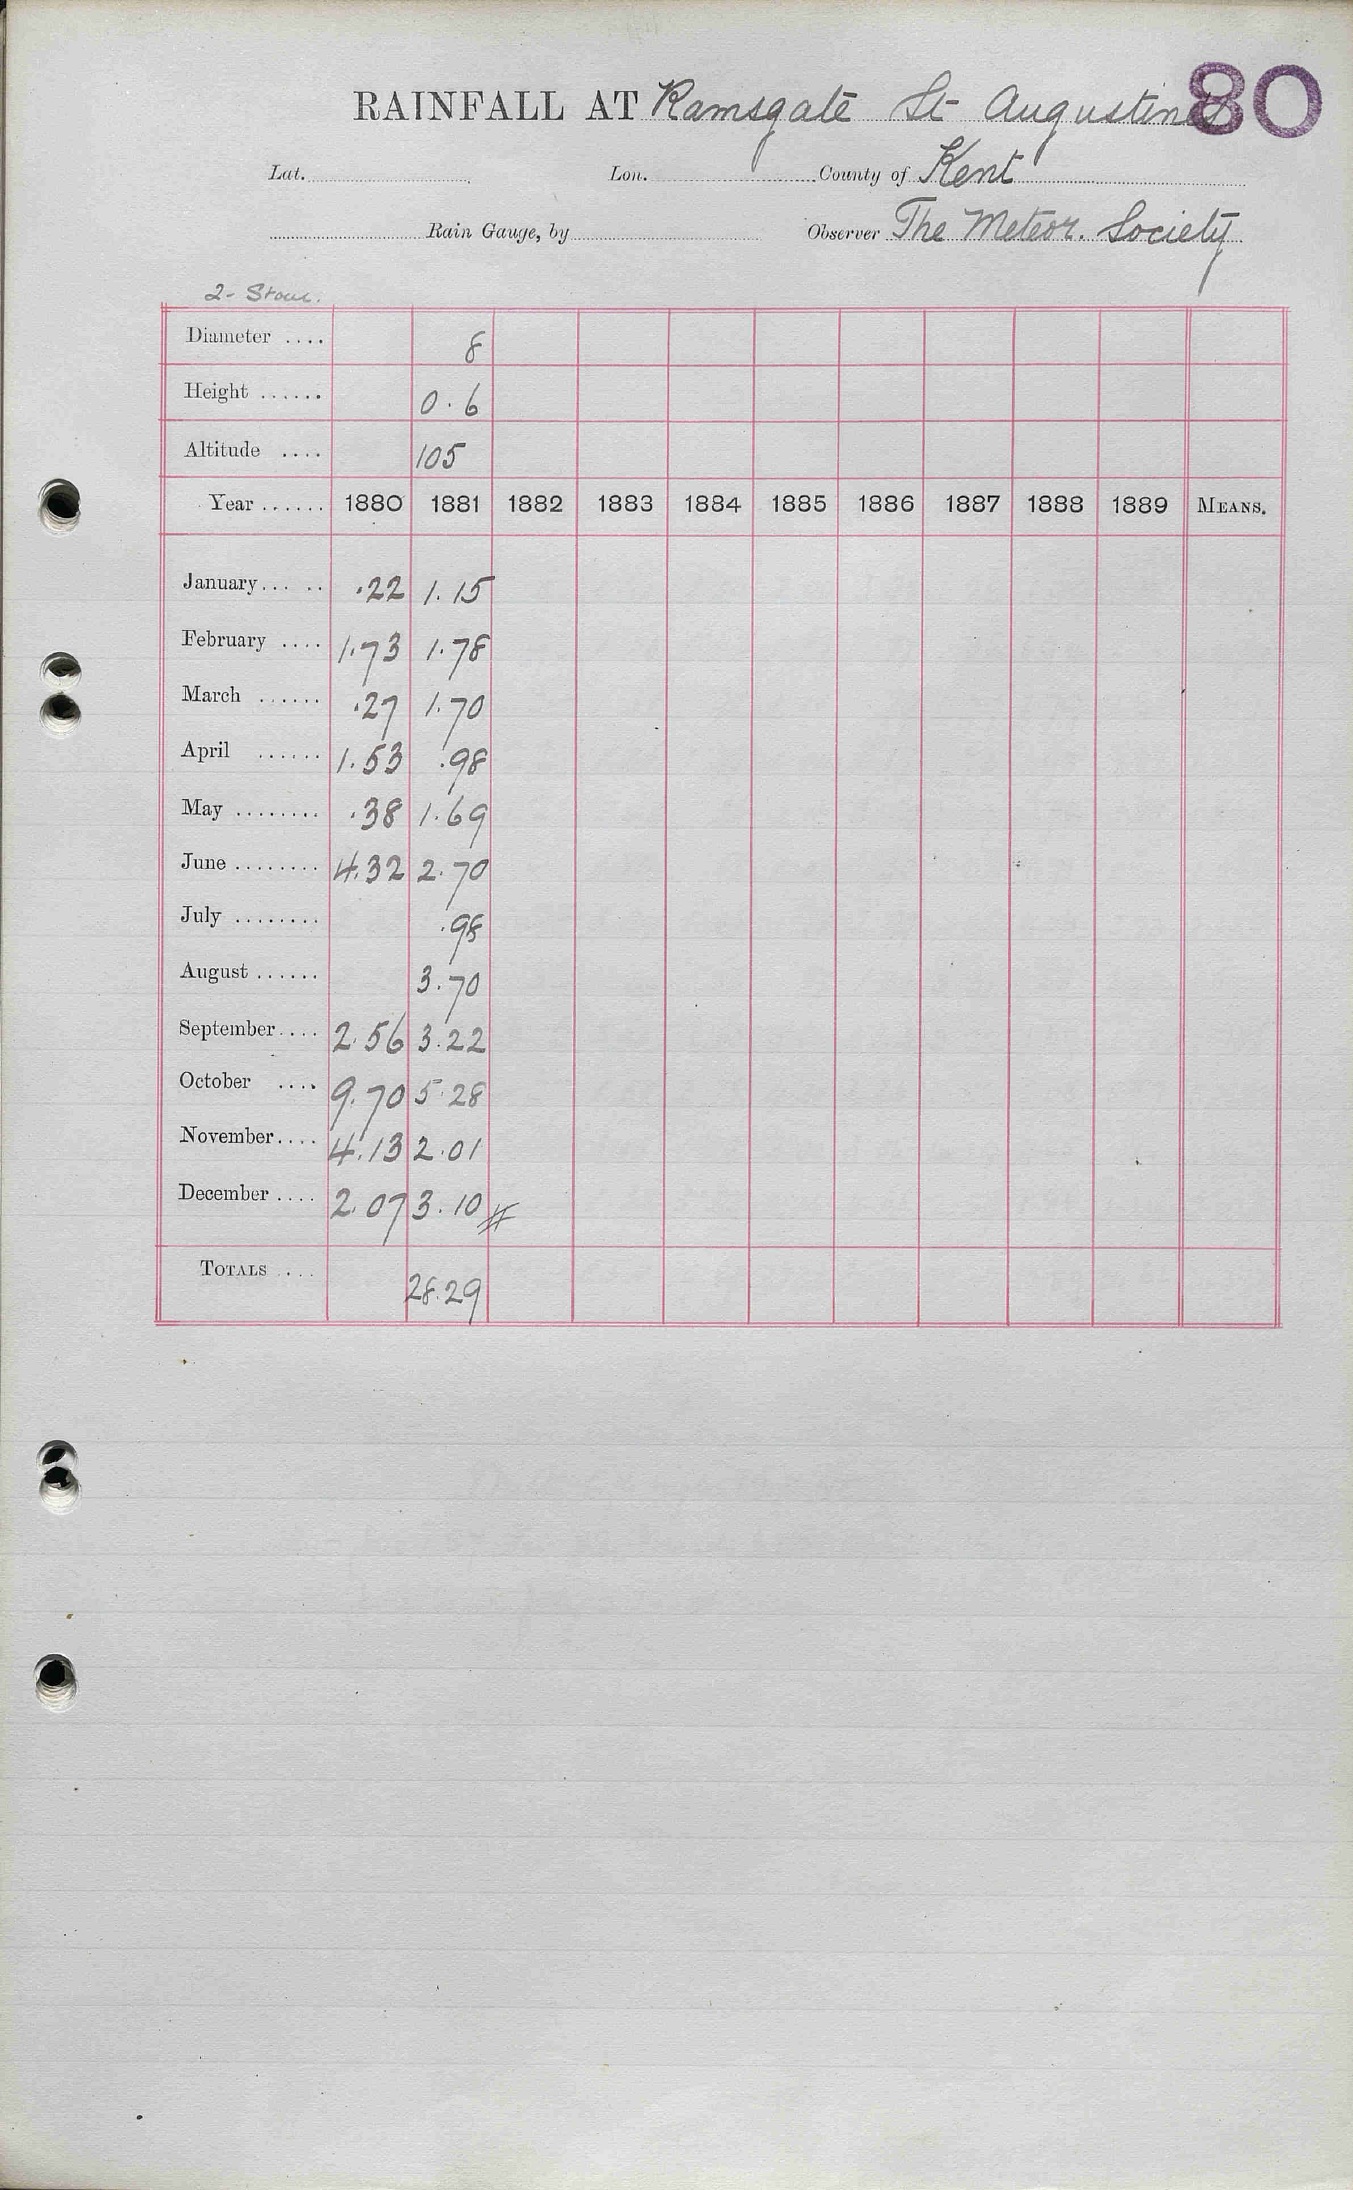 80
RAINFALL AT Ramsgate St Augustines
Lat. Lon. County of Kent
Rain Gauge, by Observer The Meteor. Society
2- Stour.
Diameter .... 8
Height ...... 0.6
Altitude .... 105
Year ...... 1880 1881 1882 1883 1884 1885 1886 1887 1888 1889 MEANS.
January... .. .22 1.15
February .... 1.73 1.78
March ...... .27 1.70
April ...... 1.53 .98
May ........ .38 1.69
June ........ 4.32 2.70
July ........ .98
August ...... 3.70
September.... 2.56 3.22
October .... 9.70 5.28
November.... 4.13 2.01
December .... 2.07 3.10 #
TOTALS .... 28.29